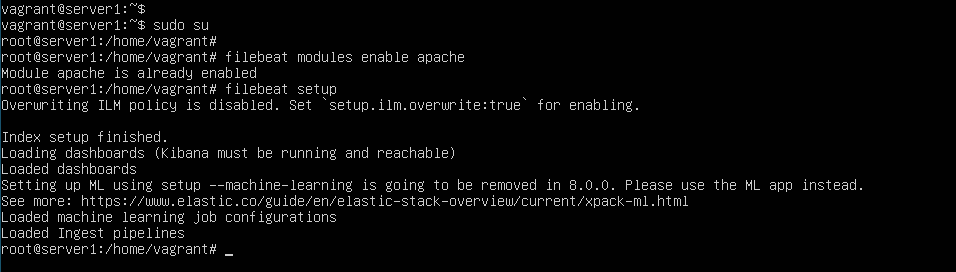 vagrant@server1:~$
vagrant@server1:~$ sudo su
root@server1:/home/vagrant#
root@server1:/home/vagrant# filebeat modules enable apache
Module apache is already enabled
root@server1:/home/vagrant# filebeat setup
Overwriting ILM policy is disabled. Set `setup.ilm.overwrite:true` for enabling.
Index setup finished.
Loading dashboards (Kibana must be running and reachable)
Loaded dashboards
Setting up ML using setup --machine-learning is going to be removed in 8.0.0. Please use the ML app instead.
See more: https://www.elastic.co/guide/en/elastic-stack-overview/current/xpack-ml.html
Loaded machine learning job configurations
Loaded Ingest pipelines
root@server1:/home/vagrant# _